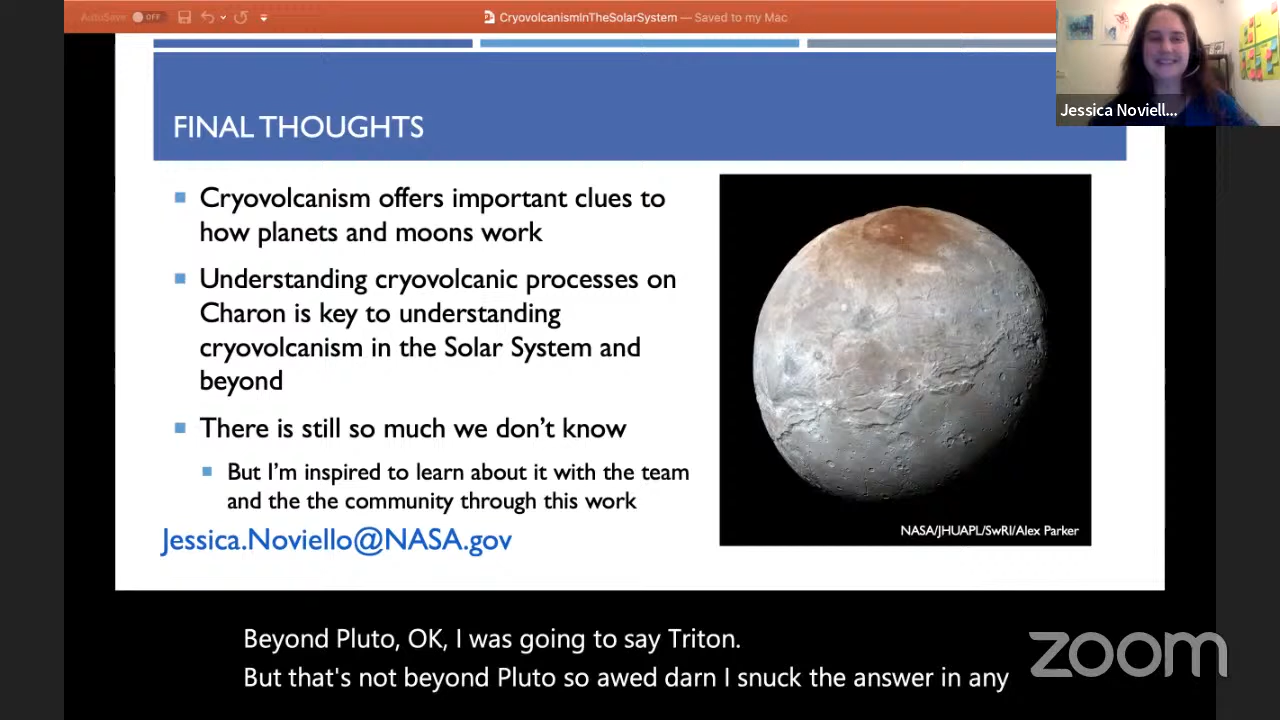 AutoSave OFF
CryovolcanismInTheSolarSystem — Saved to my Mac
Jessica Noviell...
FINAL THOUGHTS
Cryovolcanism offers important clues to
how planets and moons work
Understanding cryovolcanic processes on
Charon is key to understanding
cryovolcanism in the Solar System and
beyond
There is still so much we don't know
But I'm inspired to learn about it with the team
and the the community through this work
Jessica.Noviello@NASA.gov
NASA/JHUAPL/SwRI/Alex Parker
Beyond Pluto, OK, I was going to say Triton.
But that's not beyond Pluto so awed darn I snuck the answer in any
zoom